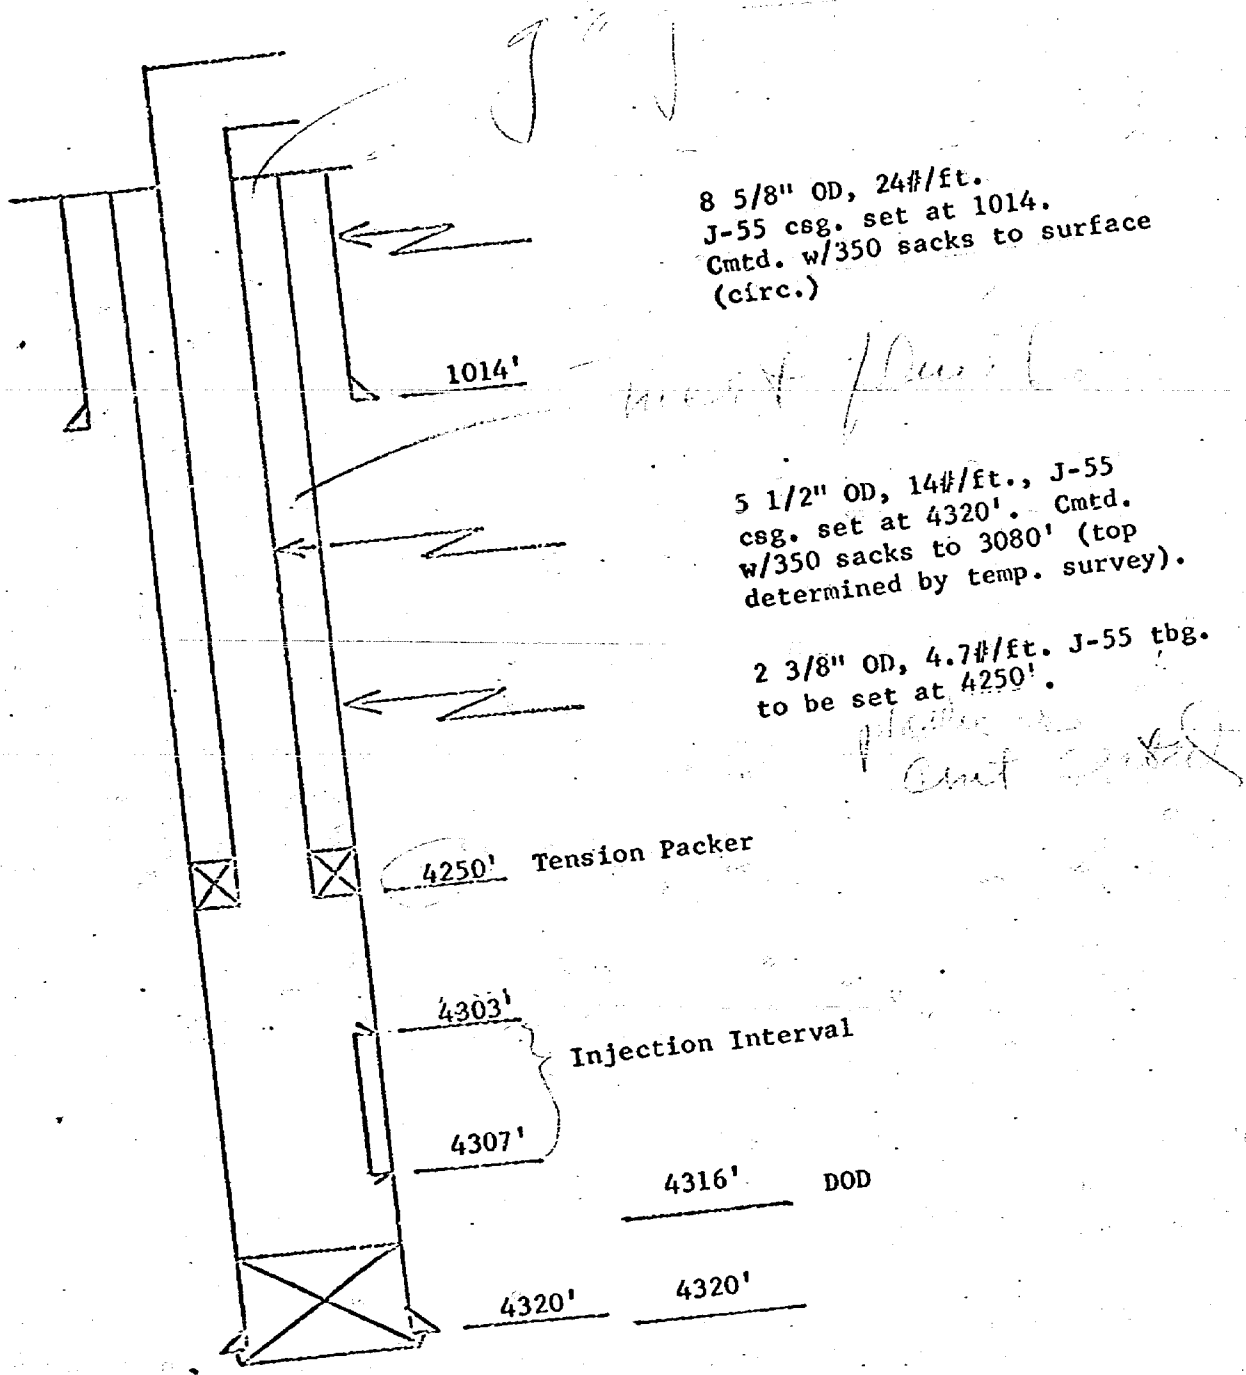 8 5/8" OD, 24#/ft.
J-55 csg. set at 1014.
Cmtd. w/350 sacks to surface
(circ.)
1014'
5 1/2" OD, 14#/ft., J-55
csg. set at 4320'. Cmtd.
w/350 sacks to 3080' (top
determined by temp. survey).
2 3/8" OD, 4.7#/ft. J-55 tbg.
to be set at 4250'.
4250' Tension Packer
4303'
Injection Interval
4307'
4316' DOD
4320' 4320'